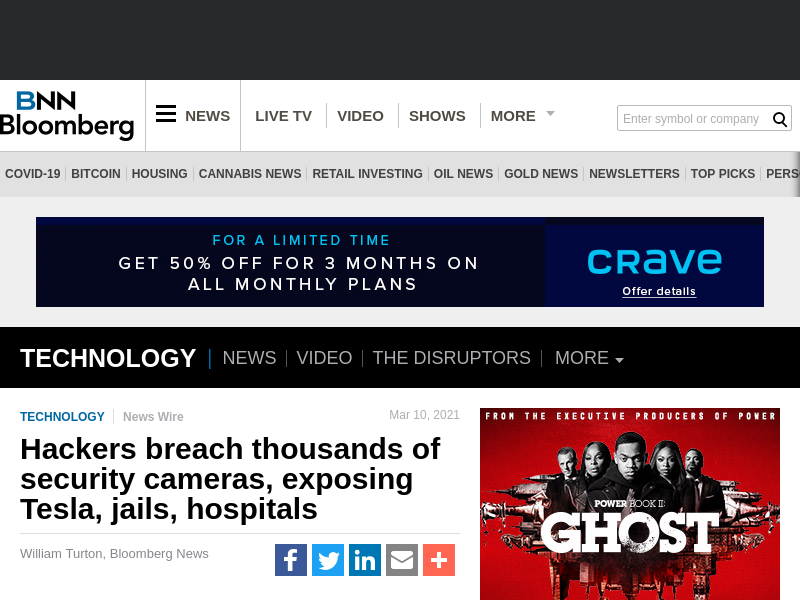 BNN
Bloomberg
NEWS
LIVE TV
VIDEO
SHOWS
MORE
Enter symbol or company
COVID-19
BITCOIN
HOUSING
CANNABIS NEWS
RETAIL INVESTING
OIL NEWS
GOLD NEWS
NEWSLETTERS
TOP PICKS
PERS
FOR A LIMITED TIME
GET 50% OFF FOR 3 MONTHS ON
ALL MONTHLY PLANS
CRAVE
Offer details
TECHNOLOGY
NEWS
VIDEO
THE DISRUPTORS
MORE
TECHNOLOGY
News Wire
Mar 10, 2021
Hackers breach thousands of
security cameras, exposing
Tesla, jails, hospitals
William Turton, Bloomberg News
FROM THE EXECUTIVE PRODUCERS OF POWER
POWER BOOK II:
GHOST